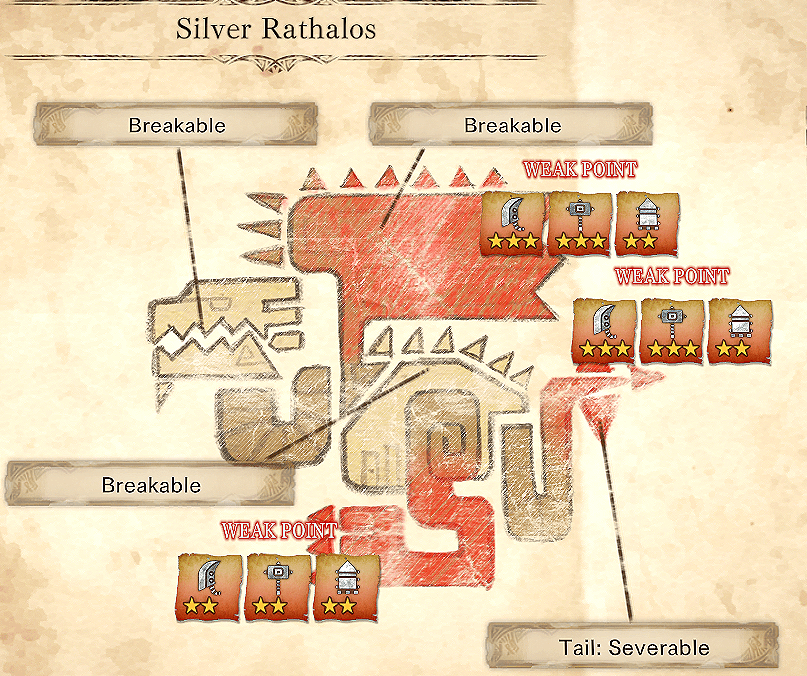 Silver Rathalos
Breakable
Breakable
WEAK POINT
WEAK POINT
Breakable
WEAK POINT
Tail: Severable